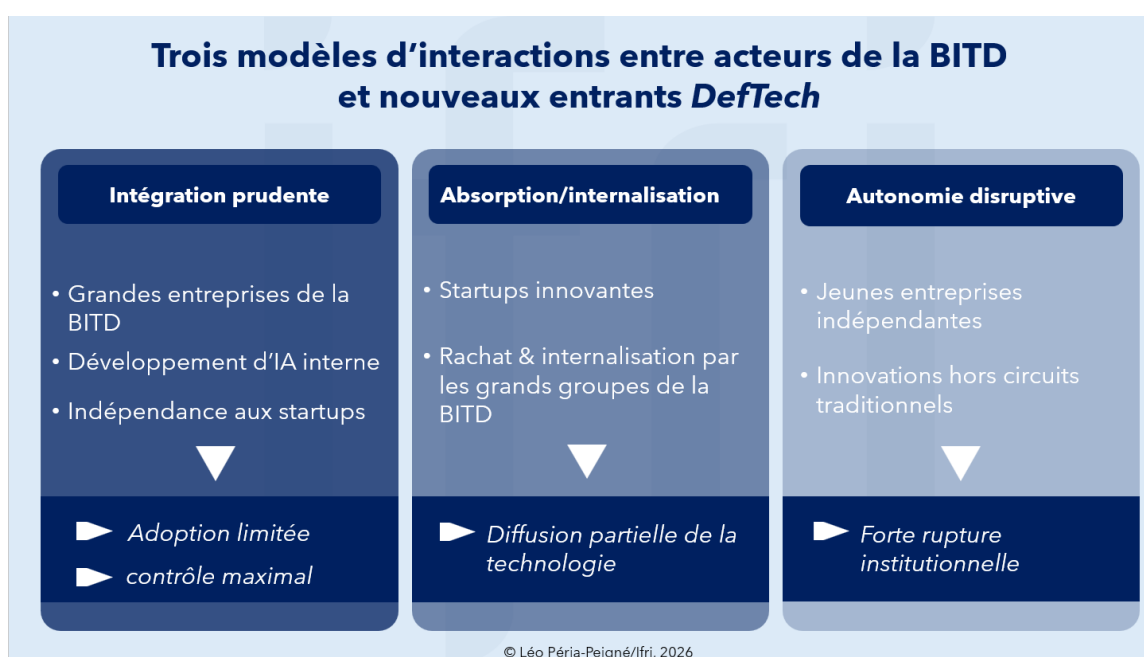 Trois modèles d'interactions entre acteurs de la BITD
et nouveaux entrants DefTech
Intégration prudente
• Grandes entreprises de la
BITD
• Développement d'IA interne
• Indépendance aux startups
Adoption limitée
contrôle maximal
Absorption/internalisation
• Startups innovantes
• Rachat & internalisation par
les grands groupes de la
BITD
Diffusion partielle de la
technologie
Autonomie disruptive
• Jeunes entreprises
indépendantes
• Innovations hors circuits
traditionnels
Forte rupture
institutionnelle
© Léo Péria-Peigné/Ifri, 2026